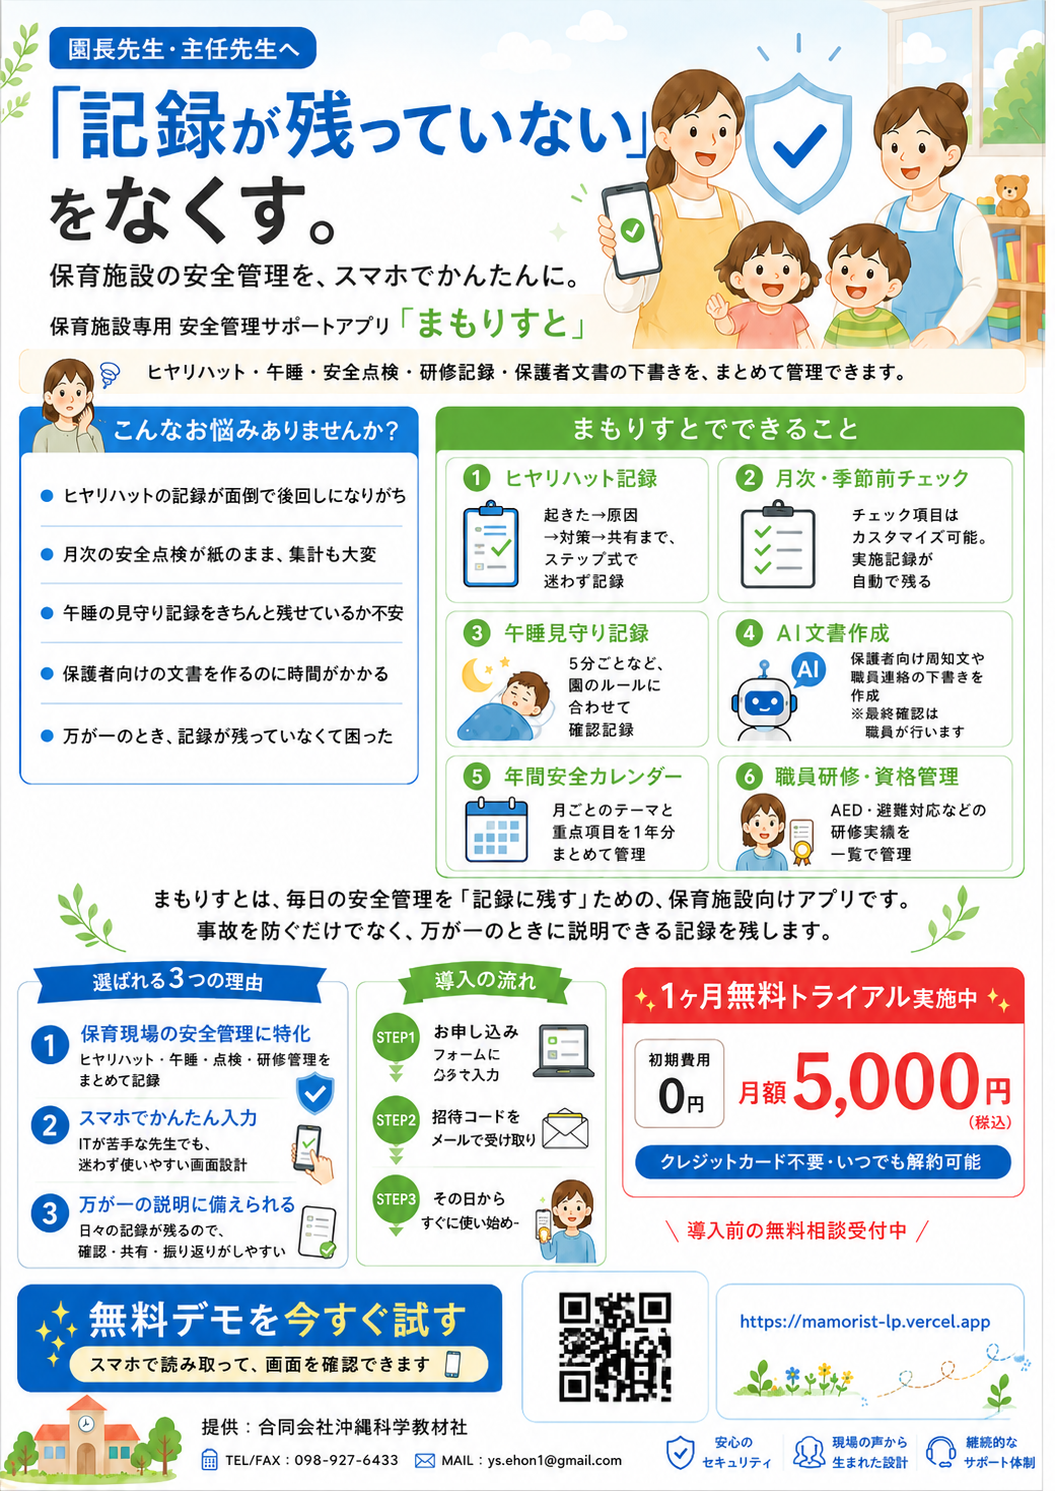 園長先生・主任先生へ
「記録が残っていない」
をなくす。
保育施設の安全管理を、スマホでかんたんに。
保育施設専用 安全管理サポートアプリ「まもりすと」
ヒヤリハット・午睡・安全点検・研修記録・保護者文書の下書きを、まとめて管理できます。
こんなお悩みありませんか?
ヒヤリハットの記録が面倒で後回しになりがち
月次の安全点検が紙のまま、集計も大変
午睡の見守り記録をきちんと残せているか不安
保護者向けの文書を作るのに時間がかかる
万が一のとき、記録が残っていなくて困った
まもりすとでできること
1 ヒヤリハット記録
起きた→原因
→対策→共有まで、
ステップ式で
迷わず記録
2 月次・季節前チェック
チェック項目は
カスタマイズ可能。
実施記録が
自動で残る
3 午睡見守り記録
5分ごとなど、
園のルールに
合わせて
確認記録
4 AI文書作成
AI
保護者向け周知文や
職員連絡の下書きを
作成
※最終確認は
職員が行います
5 年間安全カレンダー
月ごとのテーマと
重点項目を1年分
まとめて管理
6 職員研修・資格管理
AED・避難対応などの
研修実績を
一覧で管理
まもりすとは、毎日の安全管理を「記録に残す」ための、保育施設向けアプリです。
事故を防ぐだけでなく、万が一のときに説明できる記録を残します。
選ばれる3つの理由
1 保育現場の安全管理に特化
ヒヤリハット・午睡・点検・研修管理を
まとめて記録
2 スマホでかんたん入力
ITが苦手な先生でも、
迷わず使いやすい画面設計
3 万が一の説明に備えられる
日々の記録が残るので、
確認・共有・振り返りがしやすい
導入の流れ
STEP1 お申し込み
フォームに
入力
STEP2 招待コードを
メールで受け取り
STEP3 その日から
すぐに使い始め-
1ヶ月無料トライアル実施中
初期費用
0円
月額5,000円
(税込)
クレジットカード不要・いつでも解約可能
\ 導入前の無料相談受付中 /
無料デモを今すぐ試す
スマホで読み取って、画面を確認できます
https://mamorist-lp.vercel.app
提供:合同会社沖縄科学教材社
TEL/FAX:098-927-6433 MAIL:ys.ehon1@gmail.com
安心の
セキュリティ
現場の声から
生まれた設計
継続的な
サポート体制